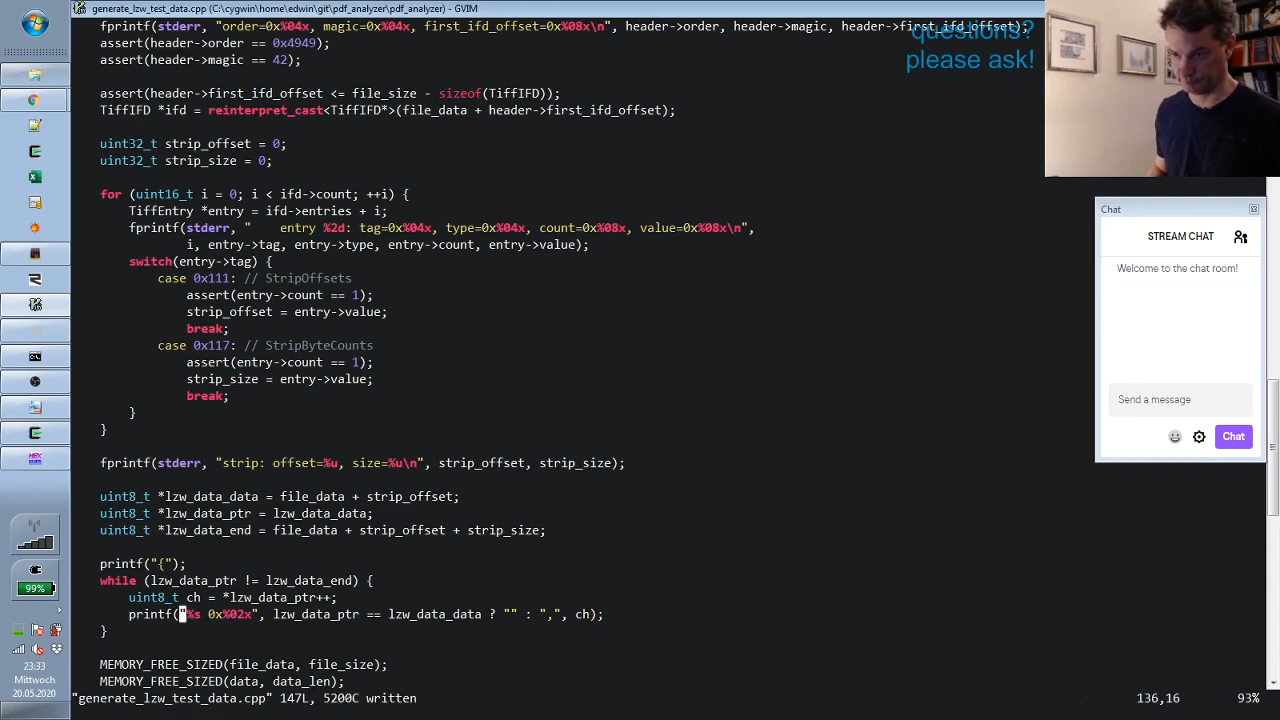 generate_lzw_test_data.cpp (C:\cygwin\home\edwin\git\pdf_analyzer\pdf_analyzer) - GVIM
fprintf(stderr, "order=0x%04x, magic=0x%04x, first_ifd_offset=0x%08x\n", header->order, header->magic, header->first_ifd_offset);
questions?
assert(header->order == 0x4949);
please ask!
assert(header->magic == 42);
assert(header->first_ifd_offset <= file_size - sizeof(TiffIFD));
TiffIFD *ifd = reinterpret_cast<TiffIFD*>(file_data + header->first_ifd_offset);
uint32_t strip_offset = 0;
uint32_t strip_size = 0;
for (uint16_t i = 0; i < ifd->count; ++i) {
TiffEntry *entry = ifd->entries + i;
fprintf(stderr, "    entry %2d: tag=0x%04x, type=0x%04x, count=0x%08x, value=0x%08x\n",
i, entry->tag, entry->type, entry->count, entry->value);
switch(entry->tag) {
case 0x111: // StripOffsets
assert(entry->count == 1);
strip_offset = entry->value;
break;
case 0x117: // StripByteCounts
assert(entry->count == 1);
strip_size = entry->value;
break;
}
}
fprintf(stderr, "strip: offset=%u, size=%u\n", strip_offset, strip_size);
uint8_t *lzw_data_data = file_data + strip_offset;
uint8_t *lzw_data_ptr = lzw_data_data;
uint8_t *lzw_data_end = file_data + strip_offset + strip_size;
printf("{");
while (lzw_data_ptr != lzw_data_end) {
uint8_t ch = *lzw_data_ptr++;
printf("%s 0x%02x", lzw_data_ptr == lzw_data_data ? "" : ",", ch);
}
MEMORY_FREE_SIZED(file_data, file_size);
MEMORY_FREE_SIZED(data, data_len);
"generate_lzw_test_data.cpp" 147L, 5200C written
136,16
93%
Chat
STREAM CHAT
Welcome to the chat room!
Send a message
Chat
HEX
99%
23:33
Mittwoch
20.05.2020